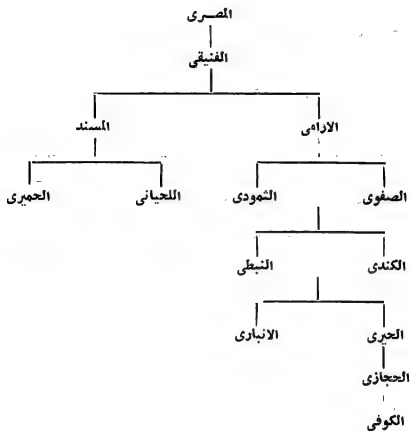 المصرى
الفنيقى
الارامى المسند
الصفوى الثمودى اللحيانى الحميرى
الكندى النبطى
الحيرى الانبارى
الحجازى
الكوفى